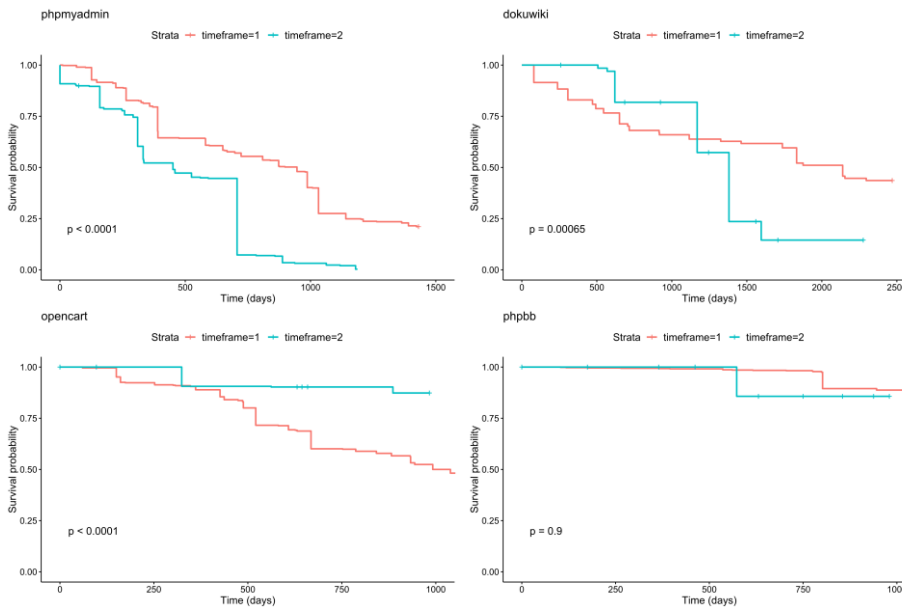 phpmyadmin
Strata timeframe=1 timeframe=2
1.00
0.75
0.50
0.25
0.00
Survival probability
p < 0.0001
0 500 1000 1500
Time (days)
dokuwiki
Strata timeframe=1 timeframe=2
1.00
0.75
0.50
0.25
0.00
Survival probability
p = 0.00065
0 500 1000 1500 2000
Time (days)
opencart
Strata timeframe=1 timeframe=2
1.00
0.75
0.50
0.25
0.00
Survival probability
p < 0.0001
0 250 500 750
Time (days)
phpbb
Strata timeframe=1 timeframe=2
1.00
0.75
0.50
0.25
0.00
Survival probability
p = 0.9
0 250 500 750
Time (days)